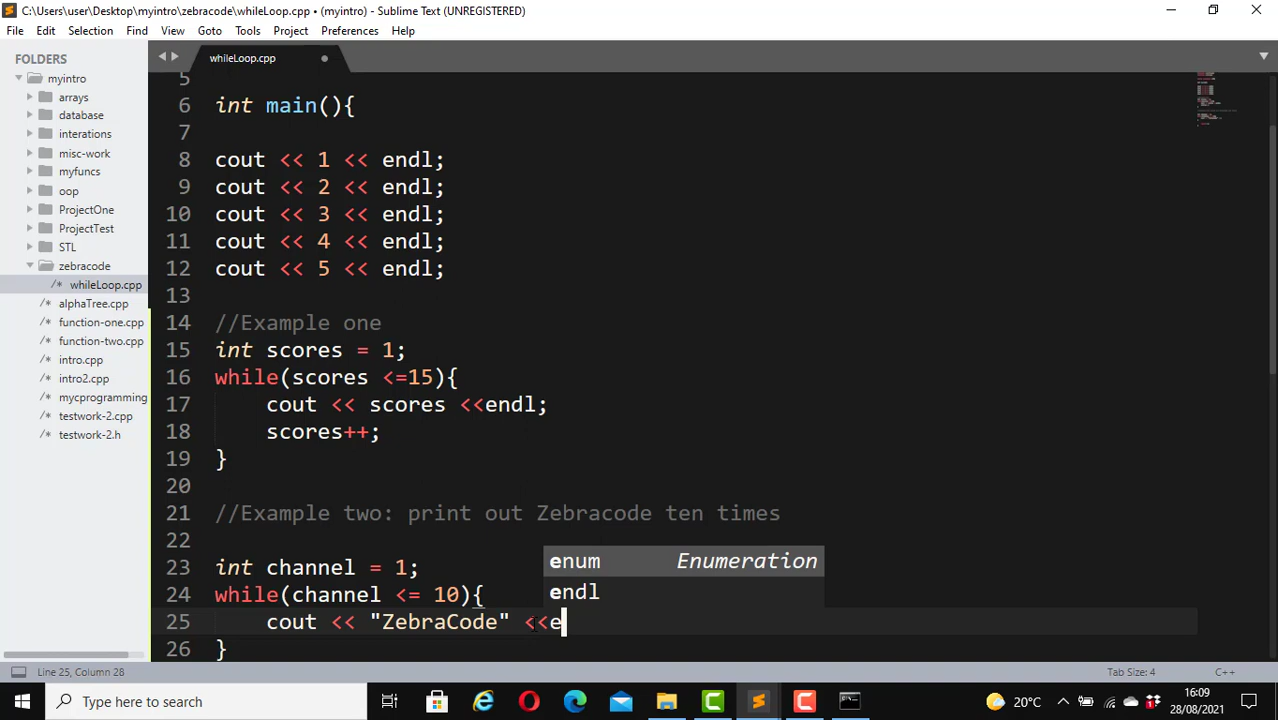 C:\Users\user\Desktop\myintro\zebracode\whileLoop.cpp • (myintro) - Sublime Text (UNREGISTERED)
File Edit Selection Find View Goto Tools Project Preferences Help
FOLDERS
myintro
arrays
database
interations
misc-work
myfuncs
oop
ProjectOne
ProjectTest
STL
zebracode
/* whileLoop.cpp
/* alphaTree.cpp
/* function-one.cpp
/* function-two.cpp
/* intro.cpp
/* intro2.cpp
/* mycprogramming
/* testwork-2.cpp
/* testwork-2.h
whileLoop.cpp
5
6 int main(){
7
8 cout << 1 << endl;
9 cout << 2 << endl;
10 cout << 3 << endl;
11 cout << 4 << endl;
12 cout << 5 << endl;
13
14 //Example one
15 int scores = 1;
16 while(scores <=15){
17 cout << scores <<endl;
18 scores++;
19 }
20
21 //Example two: print out Zebracode ten times
22
23 int channel = 1;
24 while(channel <= 10){
25 cout << "ZebraCode" <<e
26 }
enum Enumeration
endl
Line 25, Column 28
Tab Size: 4 C++
Type here to search
20°C
1
16:09
28/08/2021